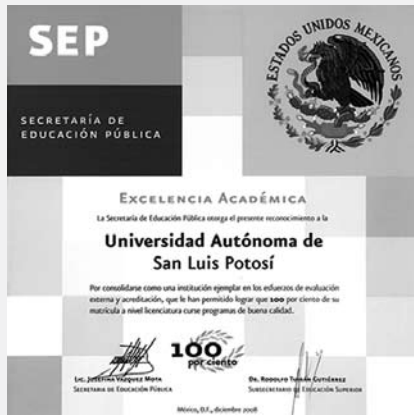 SEP
ESTADOS UNIDOS MEXICANOS
SECRETARÍA DE
EDUCACIÓN PÚBLICA
EXCELENCIA ACADÉMICA
La Secretaría de Educación Pública otorga el presente reconocimiento a la
Universidad Autónoma de
San Luis Potosí
Por consolidarse como una institución ejemplar en los esfuerzos de evaluación
externa y acreditación, que le han permitido lograr que 100 por ciento de su
matrícula a nivel licenciatura curse programas de buena calidad.
100
por ciento
Lic. Josefina Vázquez Mota
Secretaria de Educación Pública
Dr. Rodolfo Tuirán Gutiérrez
Subsecretario de Educación Superior
México, D.F., diciembre 2008